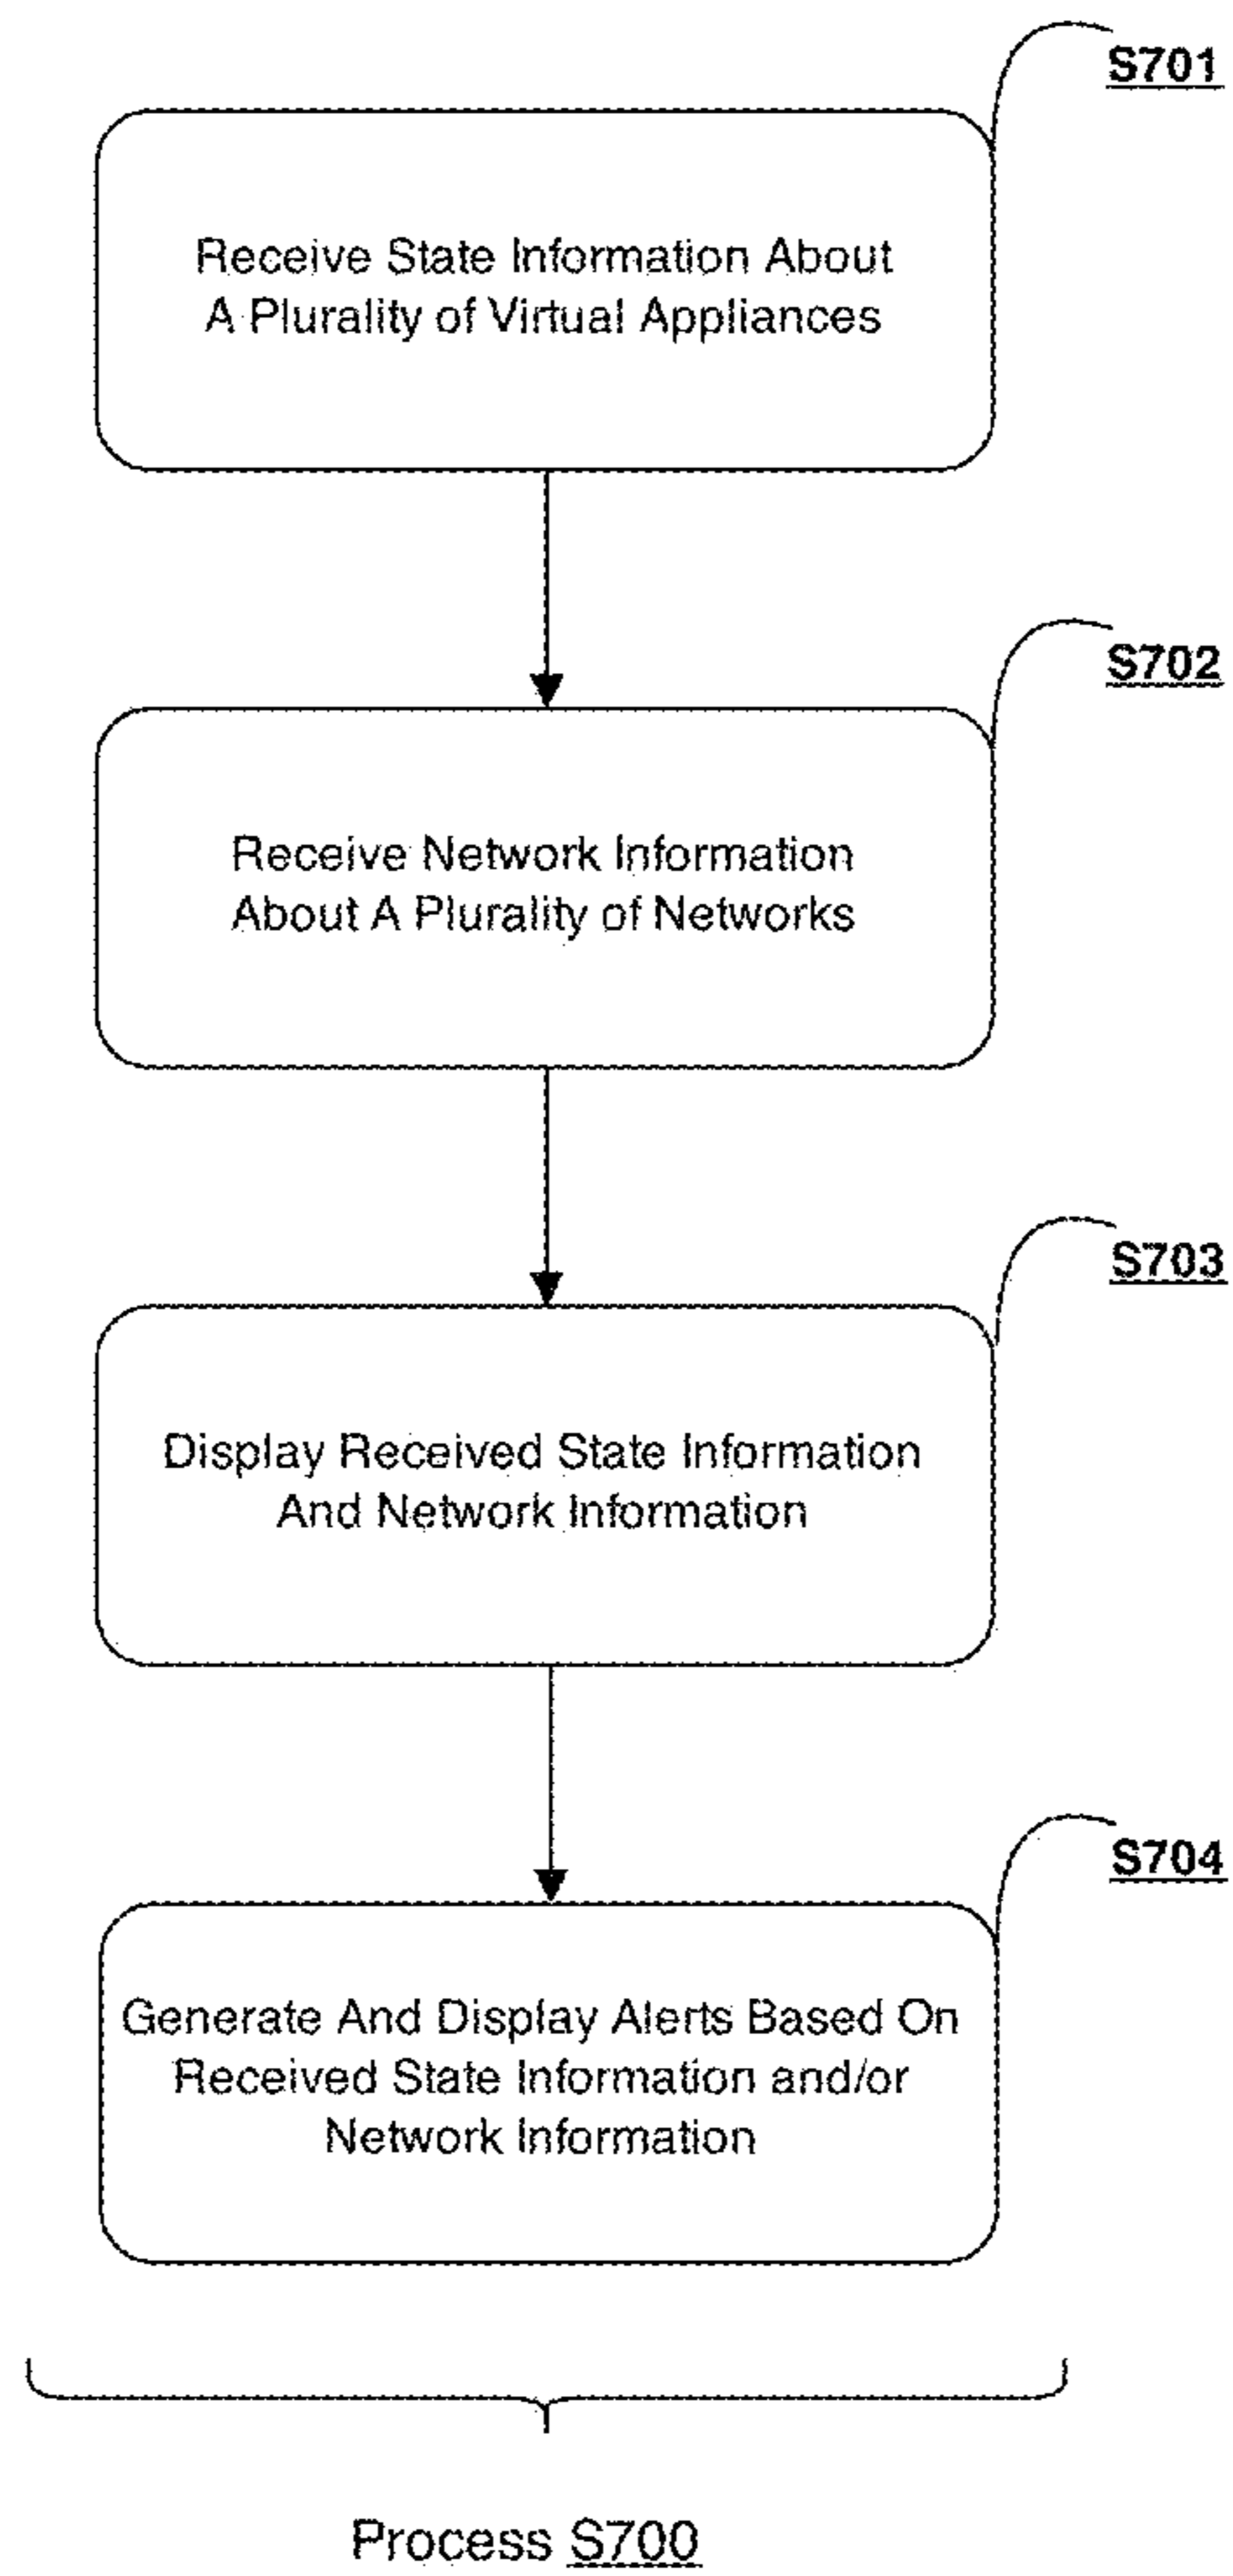 S701
Receive State Information About
A Plurality of Virtual Appliances
S702
Receive Network Information
About A Plurality of Networks
S703
Display Received State Information
And Network Information
S704
Generate And Display Alerts Based On
Received State Information and/or
Network Information
Process S700